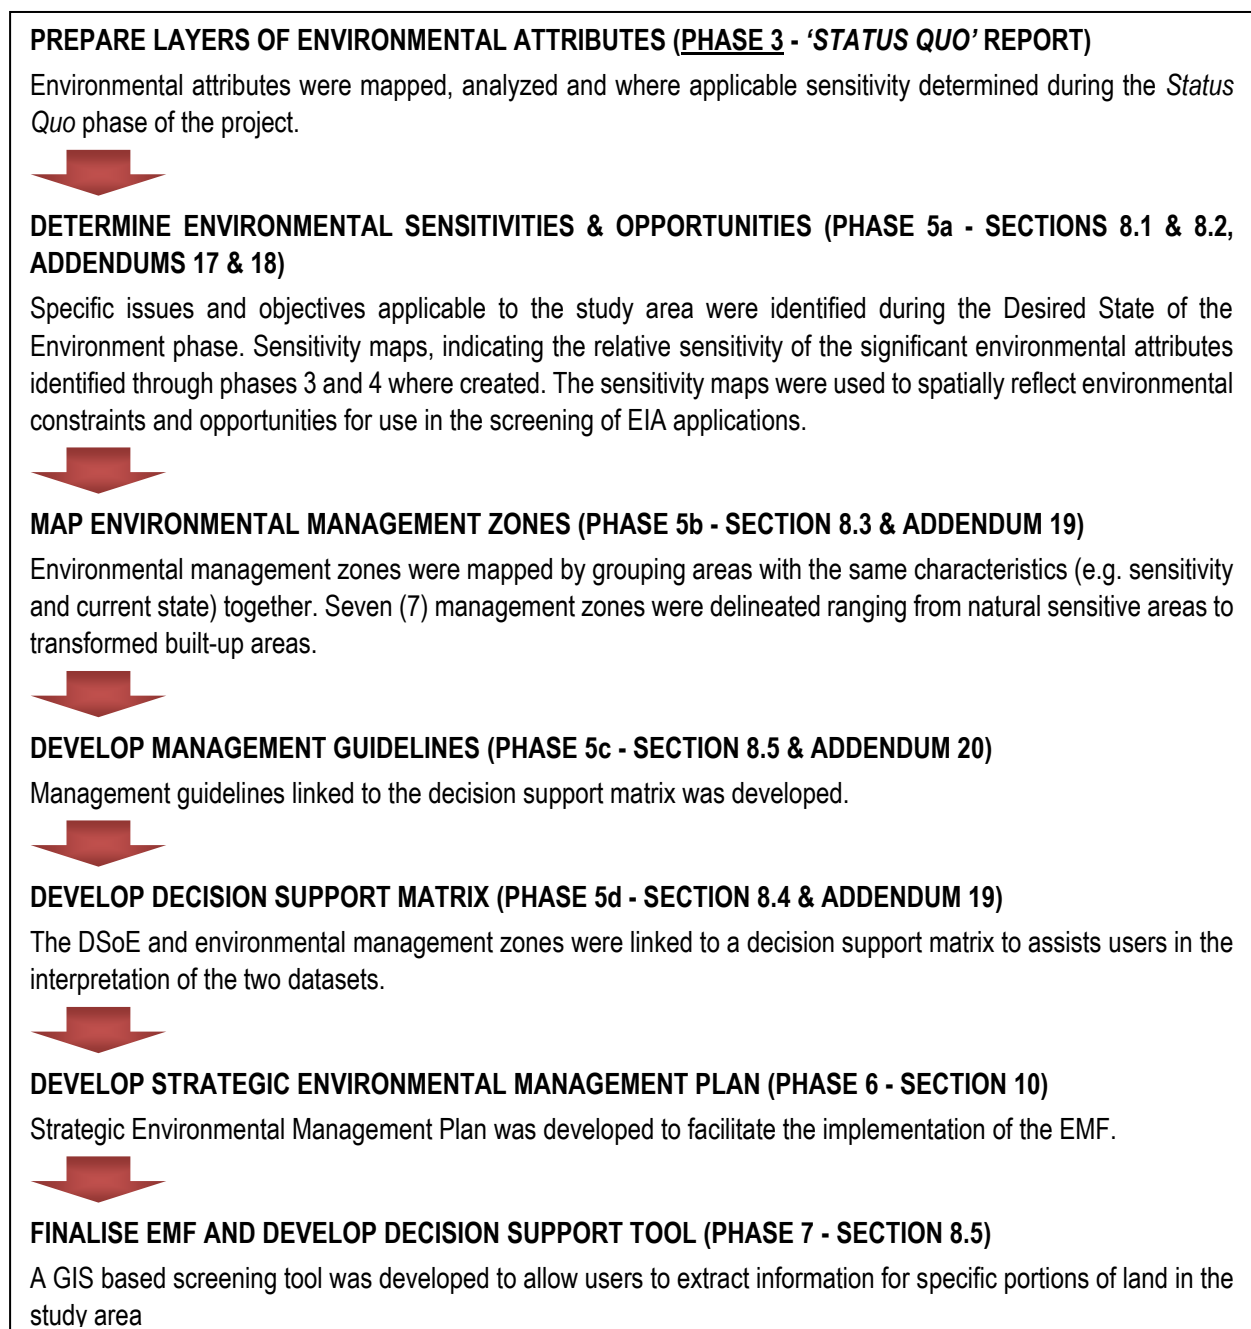 PREPARE LAYERS OF ENVIRONMENTAL ATTRIBUTES (PHASE 3 - ‘STATUS QUO’ REPORT)
Environmental attributes were mapped, analyzed and where applicable sensitivity determined during the Status
Quo phase of the project.
DETERMINE ENVIRONMENTAL SENSITIVITIES & OPPORTUNITIES (PHASE 5a - SECTIONS 8.1 & 8.2,
ADDENDUMS 17 & 18)
Specific issues and objectives applicable to the study area were identified during the Desired State of the
Environment phase. Sensitivity maps, indicating the relative sensitivity of the significant environmental attributes
identified through phases 3 and 4 where created. The sensitivity maps were used to spatially reflect environmental
constraints and opportunities for use in the screening of EIA applications.
MAP ENVIRONMENTAL MANAGEMENT ZONES (PHASE 5b - SECTION 8.3 & ADDENDUM 19)
Environmental management zones were mapped by grouping areas with the same characteristics (e.g. sensitivity
and current state) together. Seven (7) management zones were delineated ranging from natural sensitive areas to
transformed built-up areas.
DEVELOP MANAGEMENT GUIDELINES (PHASE 5c - SECTION 8.5 & ADDENDUM 20)
Management guidelines linked to the decision support matrix was developed.
DEVELOP DECISION SUPPORT MATRIX (PHASE 5d - SECTION 8.4 & ADDENDUM 19)
The DSoE and environmental management zones were linked to a decision support matrix to assists users in the
interpretation of the two datasets.
DEVELOP STRATEGIC ENVIRONMENTAL MANAGEMENT PLAN (PHASE 6 - SECTION 10)
Strategic Environmental Management Plan was developed to facilitate the implementation of the EMF.
FINALISE EMF AND DEVELOP DECISION SUPPORT TOOL (PHASE 7 - SECTION 8.5)
A GIS based screening tool was developed to allow users to extract information for specific portions of land in the
study area